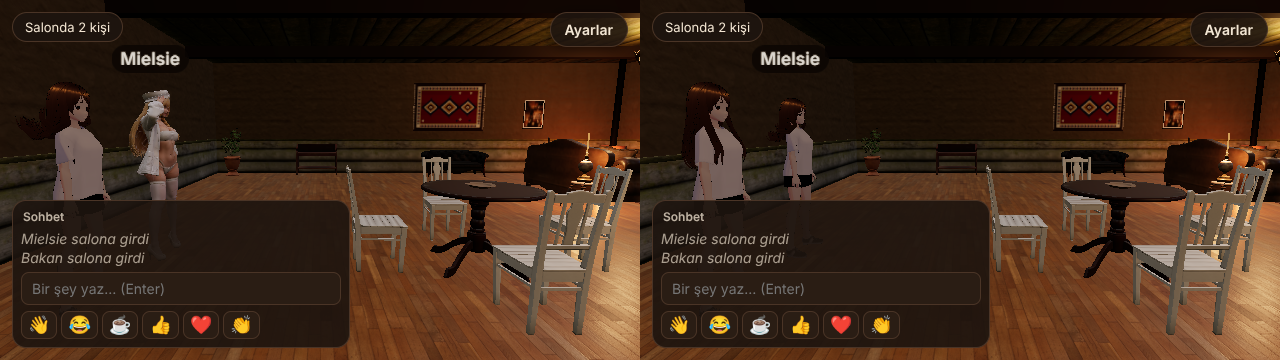 Salonda 2 kişi
Ayarlar
Mielsie
Sohbet
Mielsie salona girdi
Bakan salona girdi
Bir şey yaz... (Enter)
Salonda 2 kişi
Ayarlar
Mielsie
Sohbet
Mielsie salona girdi
Bakan salona girdi
Bir şey yaz... (Enter)